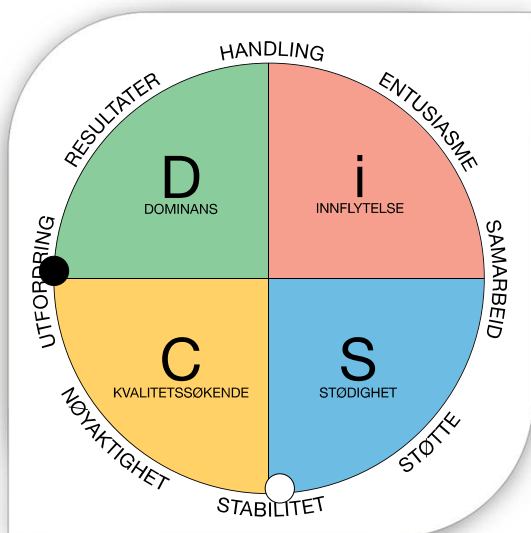 HANDLING
RESULTATER
ENTUSIASME
D
DOMINANS
i
INNFLYTELSE
UTFORDRING
SAMARBEID
C
KVALITETSSØKENDE
S
STØDIGHET
NØYAKTIGHET
STØTTE
STABILITET